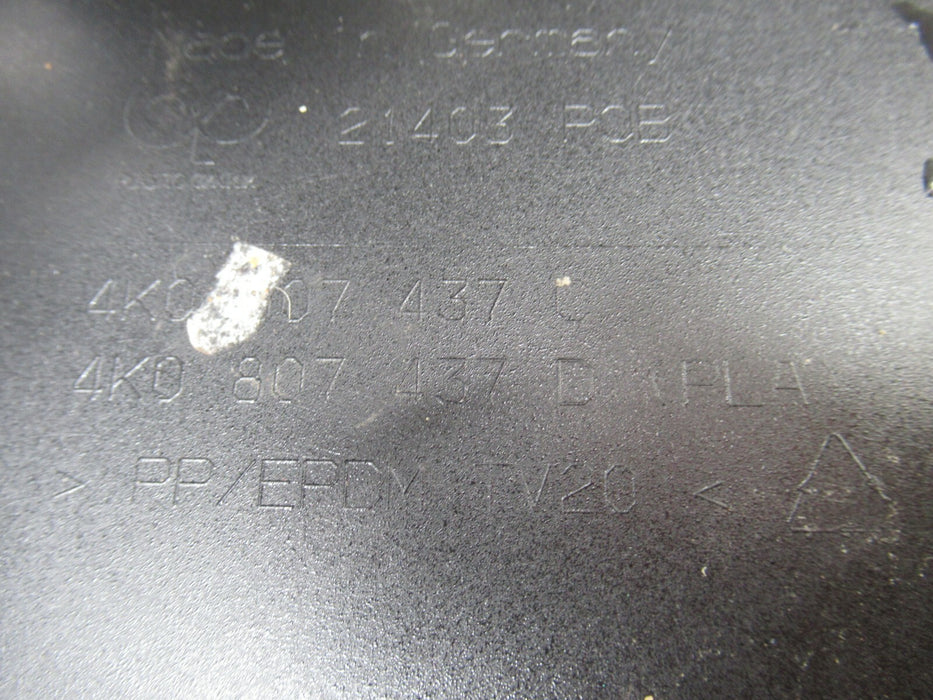 Made in Germany
21403 POB
4K0 807 437 C
4K0 807 437 D
> PP/EPDM TV20 <